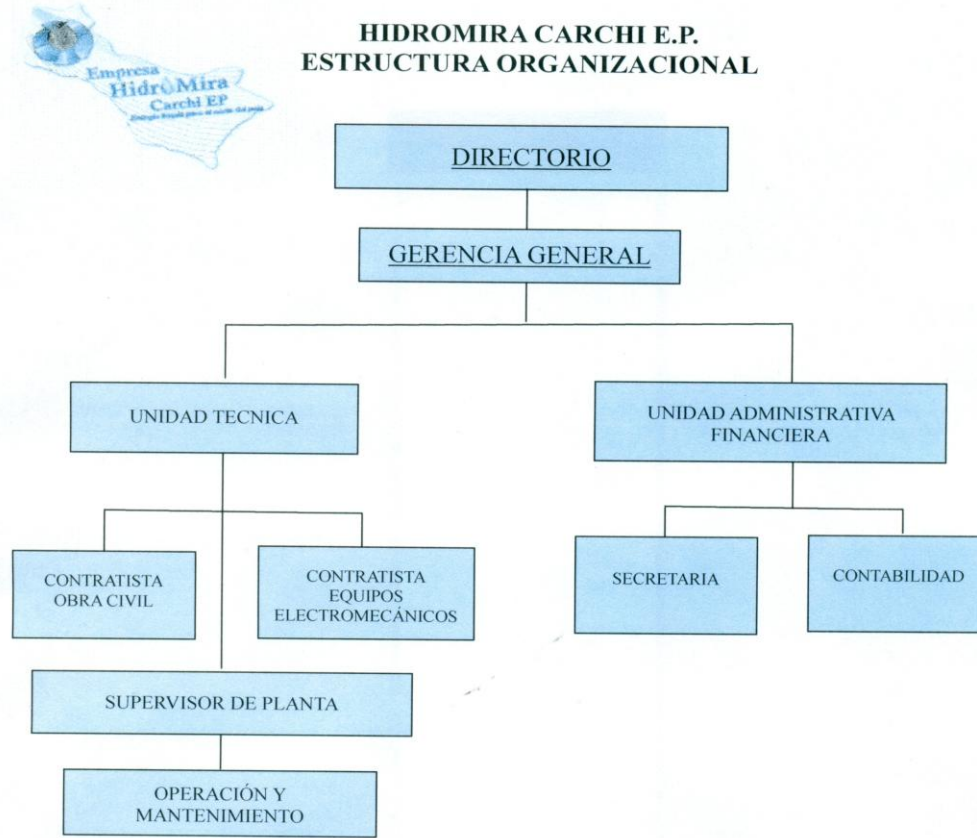 HIDROMIRA CARCHI E.P.
ESTRUCTURA ORGANIZACIONAL
Empresa
HidrOMira
Carchi EP
DIRECTORIO
GERENCIA GENERAL
UNIDAD TECNICA
UNIDAD ADMINISTRATIVA
FINANCIERA
CONTRATISTA
OBRA CIVIL
CONTRATISTA
EQUIPOS
ELECTROMECÁNICOS
SECRETARIA
CONTABILIDAD
SUPERVISOR DE PLANTA
OPERACIÓN Y
MANTENIMIENTO